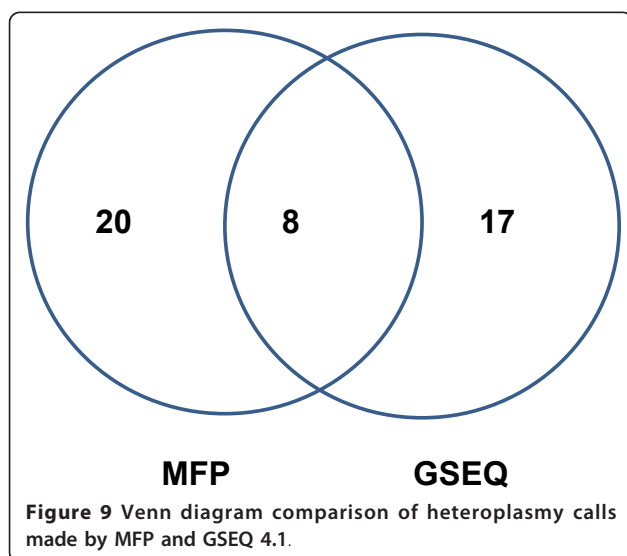 20 8 17
MFP GSEQ
Figure 9 Venn diagram comparison of heteroplasmy calls
made by MFP and GSEQ 4.1.